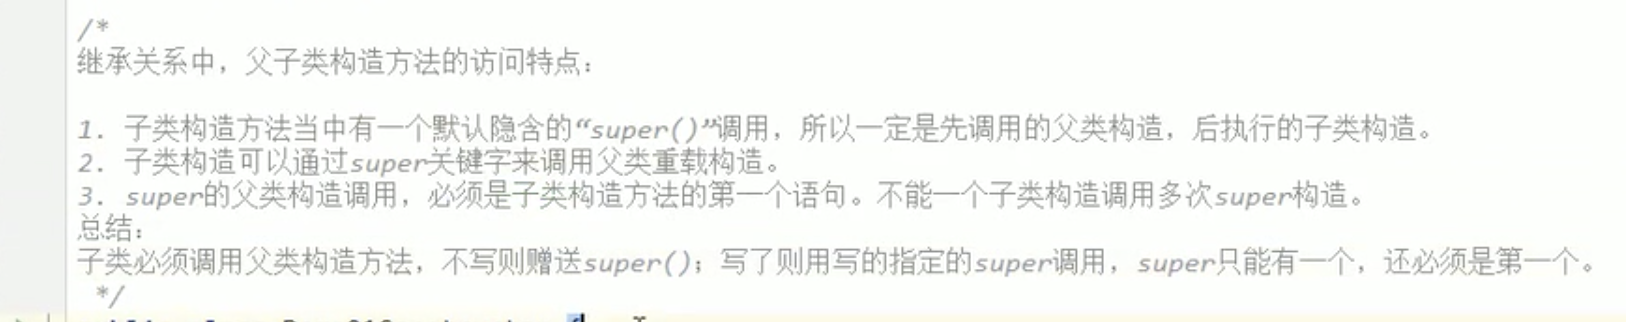 /*
继承关系中，父子类构造方法的访问特点：
1. 子类构造方法当中有一个默认隐含的“super()”调用，所以一定是先调用的父类构造，后执行的子类构造。
2. 子类构造可以通过super关键字来调用父类重载构造。
3. super的父类构造调用，必须是子类构造方法的第一个语句。不能一个子类构造调用多次super构造。
总结：
子类必须调用父类构造方法，不写则赠送super()；写了则用写的指定的super调用，super只能有一个，还必须是第一个。
*/